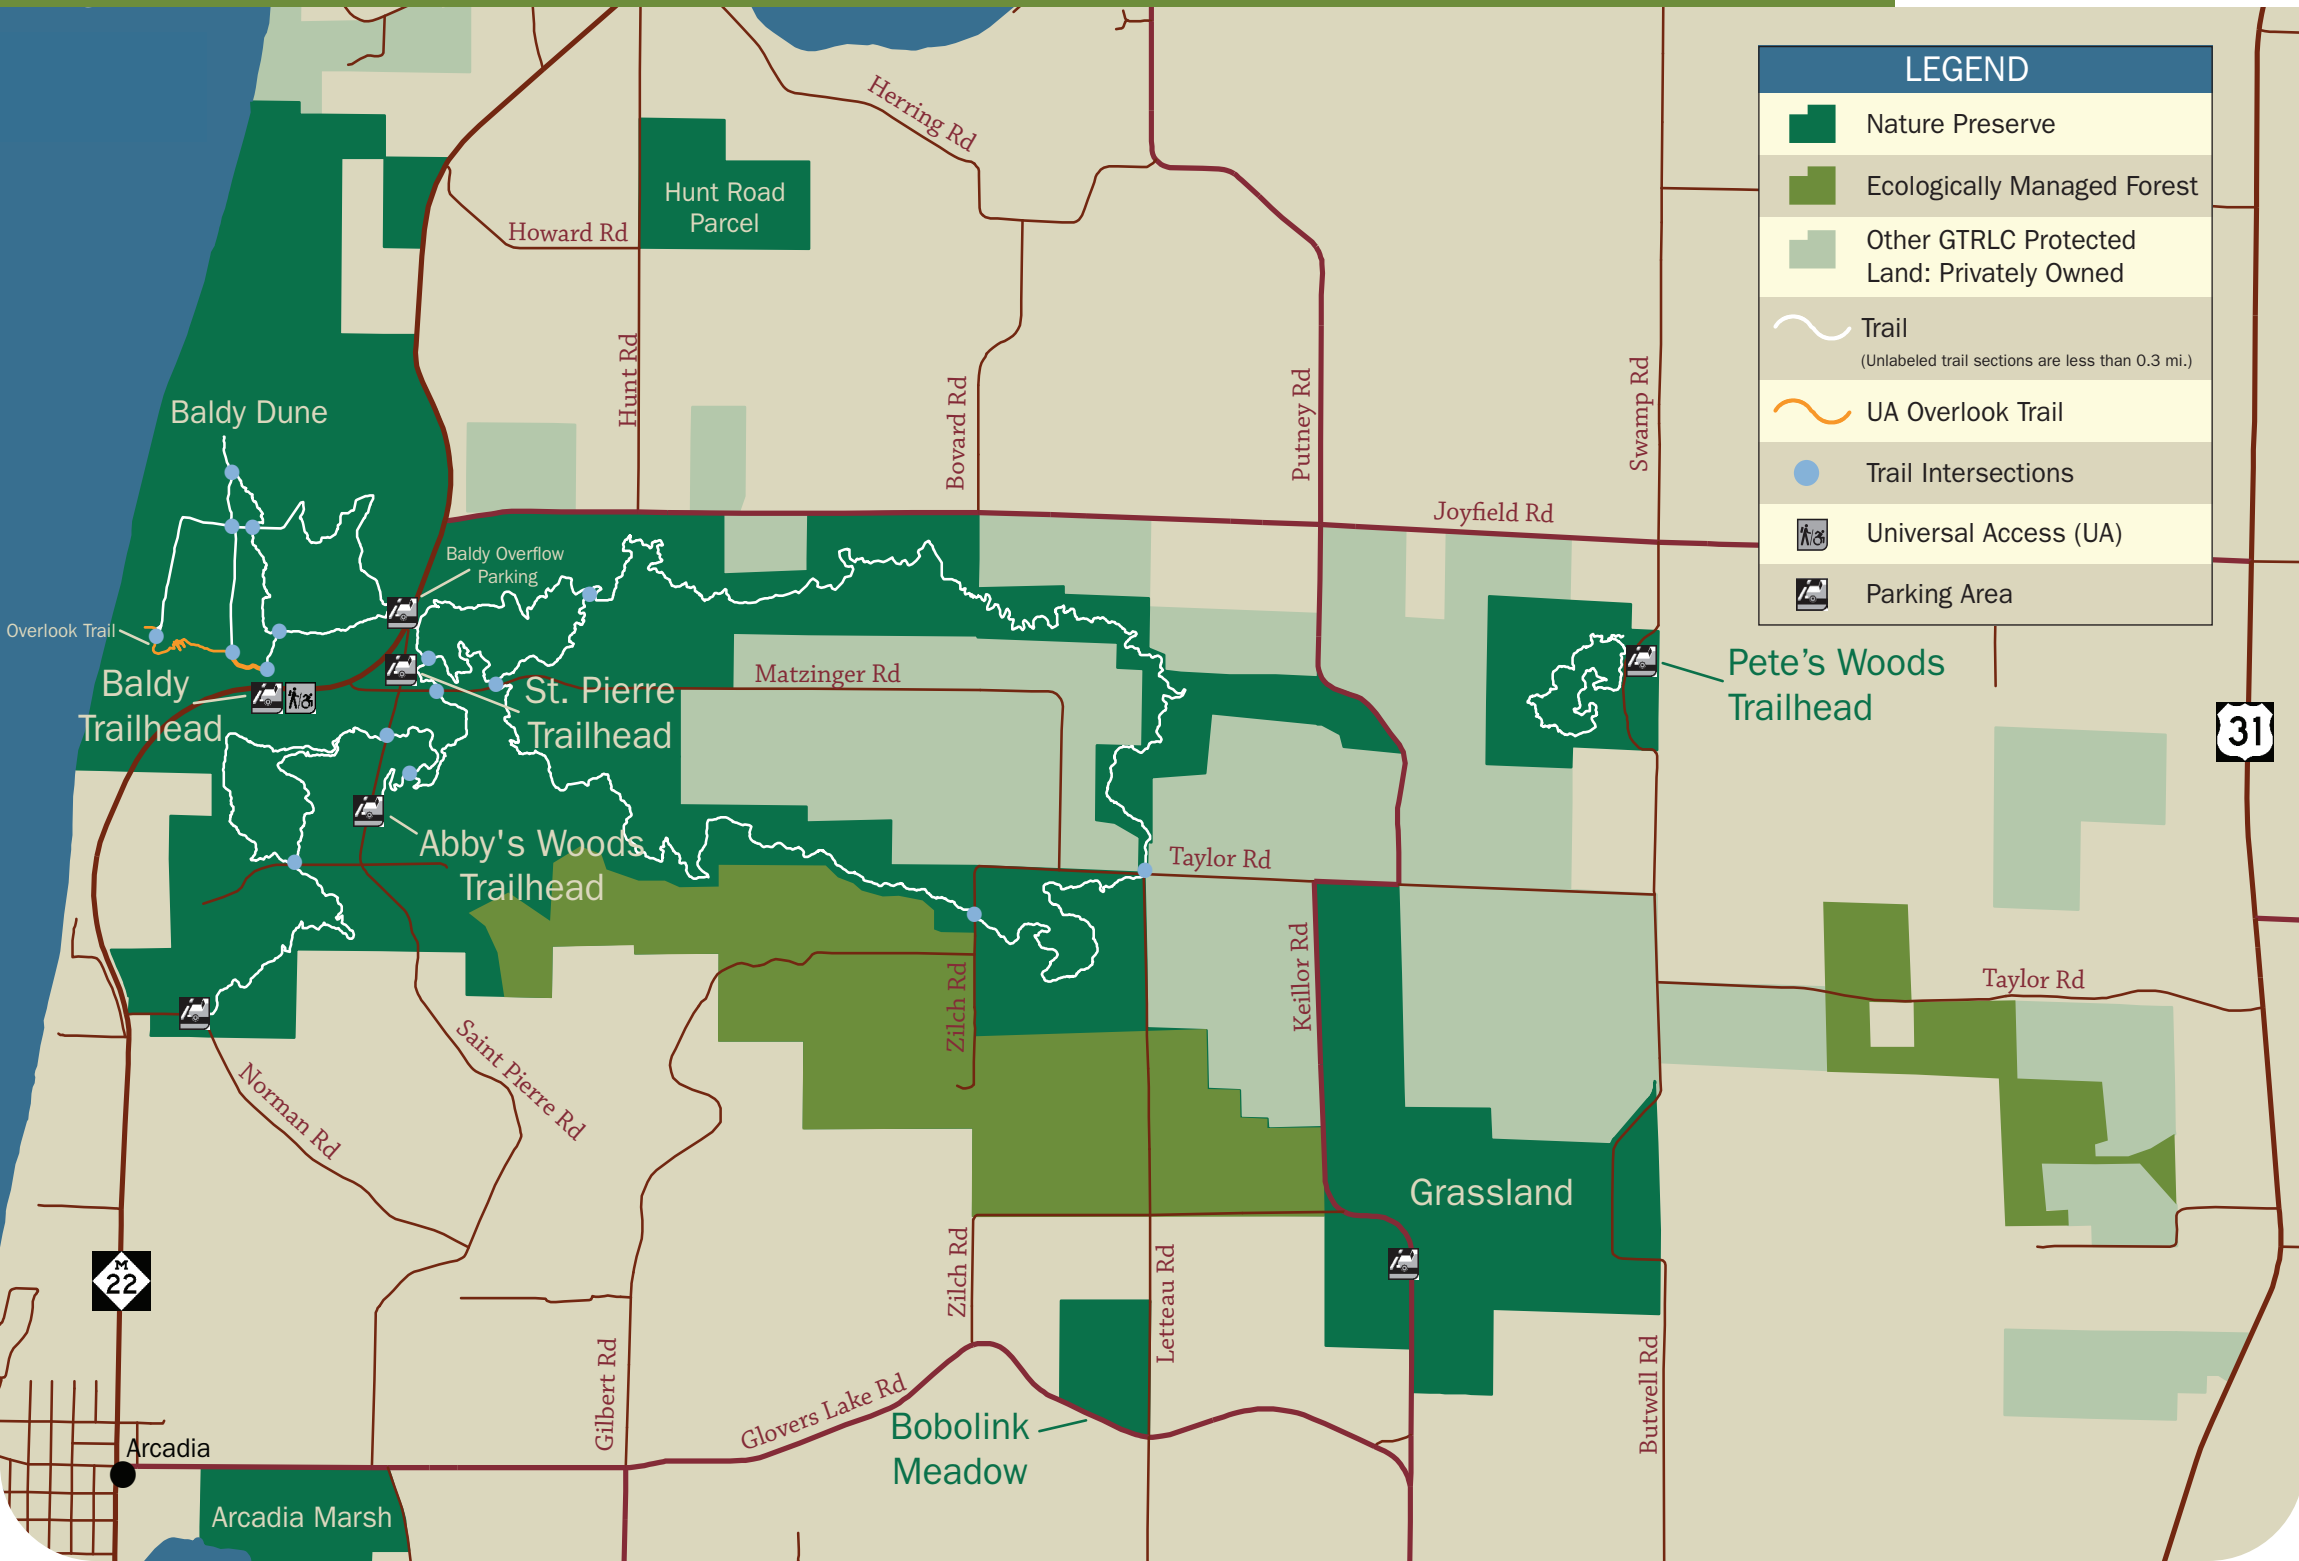 LEGEND
Nature Preserve
Ecologically Managed Forest
Other GTRLC Protected
Land: Privately Owned
Trail
(Unlabeled trail sections are less than 0.3 mi.)
UA Overlook Trail
Trail Intersections
Universal Access (UA)
Parking Area
Herring Rd
Hunt Road
Parcel
Howard Rd
Hunt Rd
Bovard Rd
Putney Rd
Swamp Rd
Baldy Dune
Joyfield Rd
Baldy Overflow
Parking
Overlook Trail
Baldy
Trailhead
St. Pierre
Trailhead
Matzinger Rd
Pete's Woods
Trailhead
31
Abby's Woods
Trailhead
Taylor Rd
Keillor Rd
Zilch Rd
Taylor Rd
Saint Pierre Rd
Norman Rd
Grassland
M
22
Zilch Rd
Letteau Rd
Gilbert Rd
Glovers Lake Rd
Butwell Rd
Bobolink
Meadow
Arcadia
Arcadia Marsh